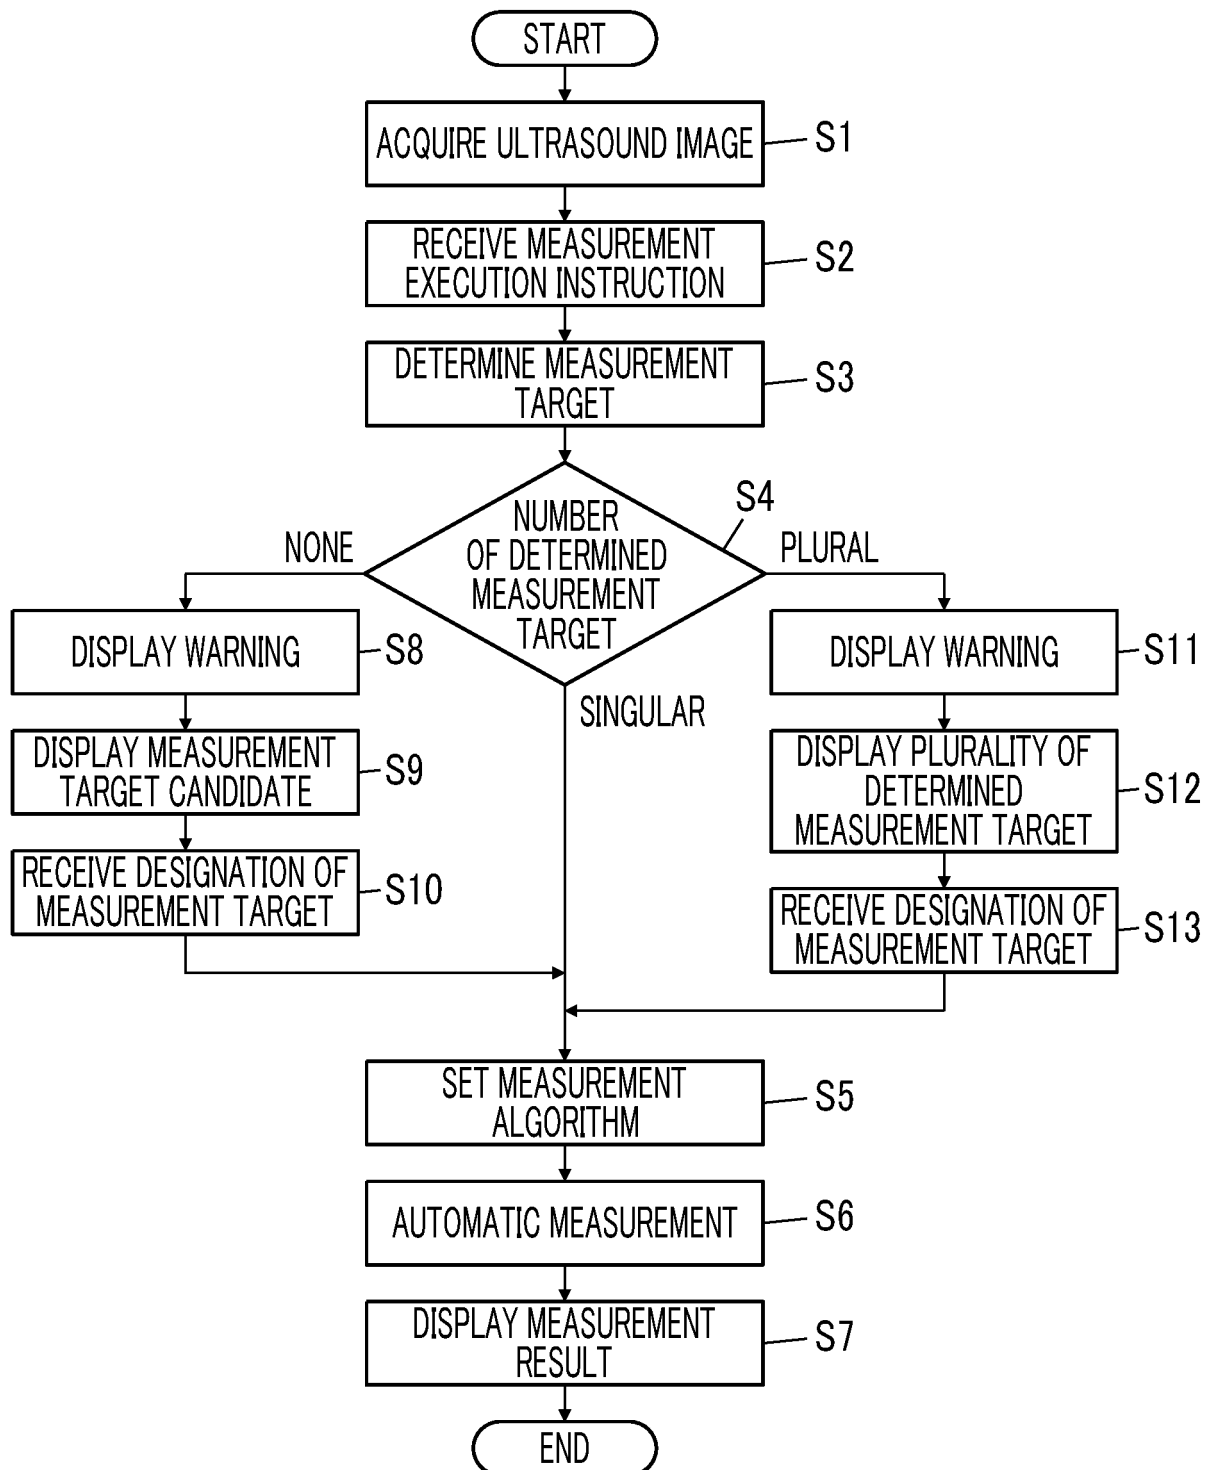 START
ACQUIRE ULTRASOUND IMAGE
S1
RECEIVE MEASUREMENT
EXECUTION INSTRUCTION
S2
DETERMINE MEASUREMENT
TARGET
S3
NUMBER
OF DETERMINED
MEASUREMENT
TARGET
S4
NONE
PLURAL
SINGULAR
DISPLAY WARNING
S8
DISPLAY MEASUREMENT
TARGET CANDIDATE
S9
RECEIVE DESIGNATION OF
MEASUREMENT TARGET
S10
DISPLAY WARNING
S11
DISPLAY PLURALITY OF
DETERMINED
MEASUREMENT TARGET
S12
RECEIVE DESIGNATION OF
MEASUREMENT TARGET
S13
SET MEASUREMENT
ALGORITHM
S5
AUTOMATIC MEASUREMENT
S6
DISPLAY MEASUREMENT
RESULT
S7
END